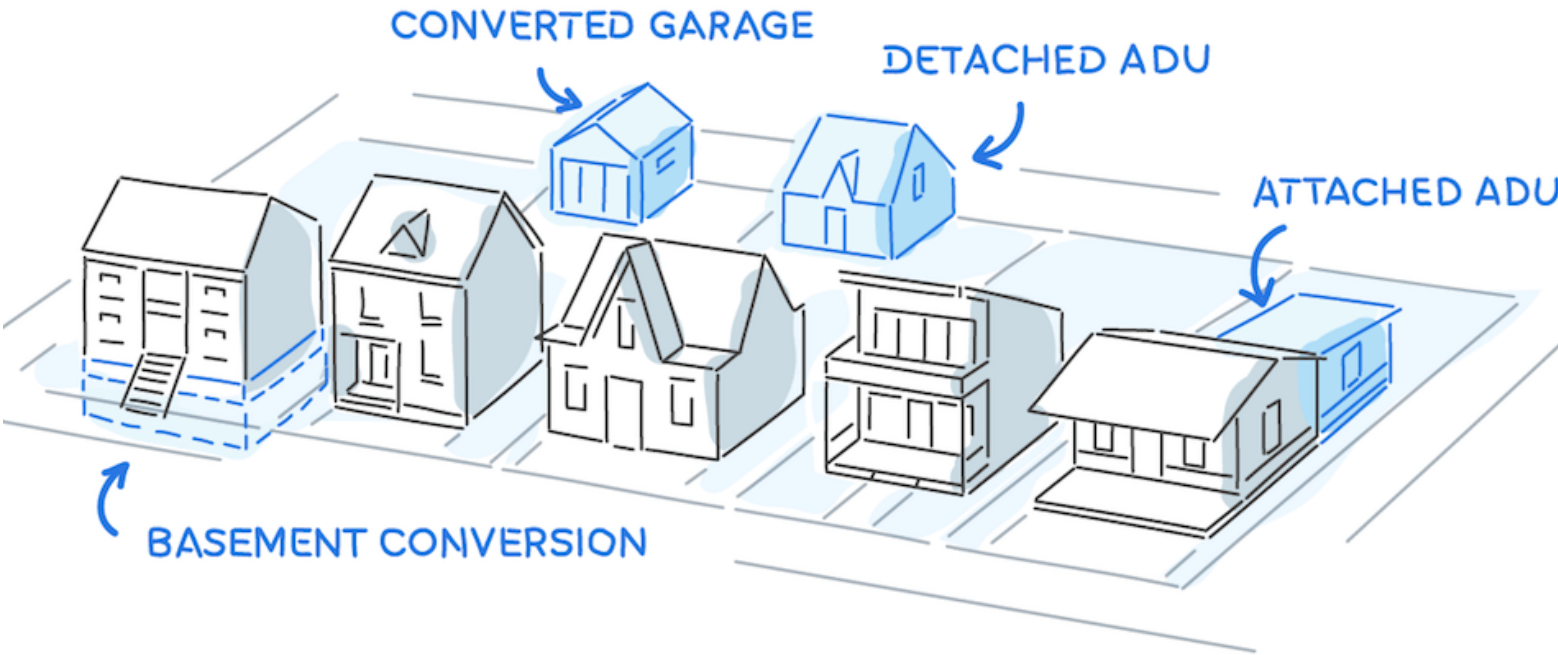 CONVERTED GARAGE
DETACHED ADU
ATTACHED ADU
BASEMENT CONVERSION